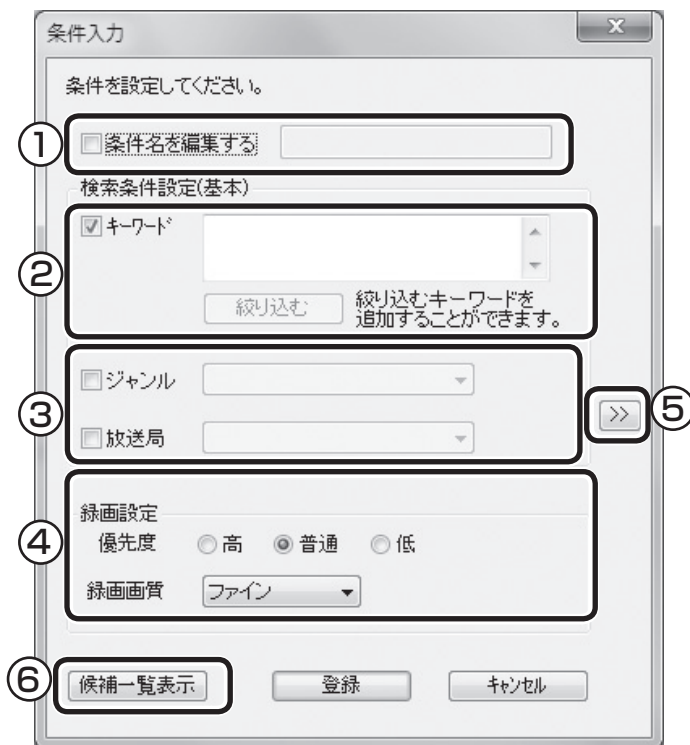 条件入力
x
条件を設定してください。
① 条件名を編集する
検索条件設定(基本)
② キーワード
絞り込む 絞り込むキーワードを
追加することができます。
③ ジャンル
>> ⑤
放送局
④ 録画設定
優先度 高 普通 低
録画画質 ファイン
⑥ 候補一覧表示 登録 キャンセル